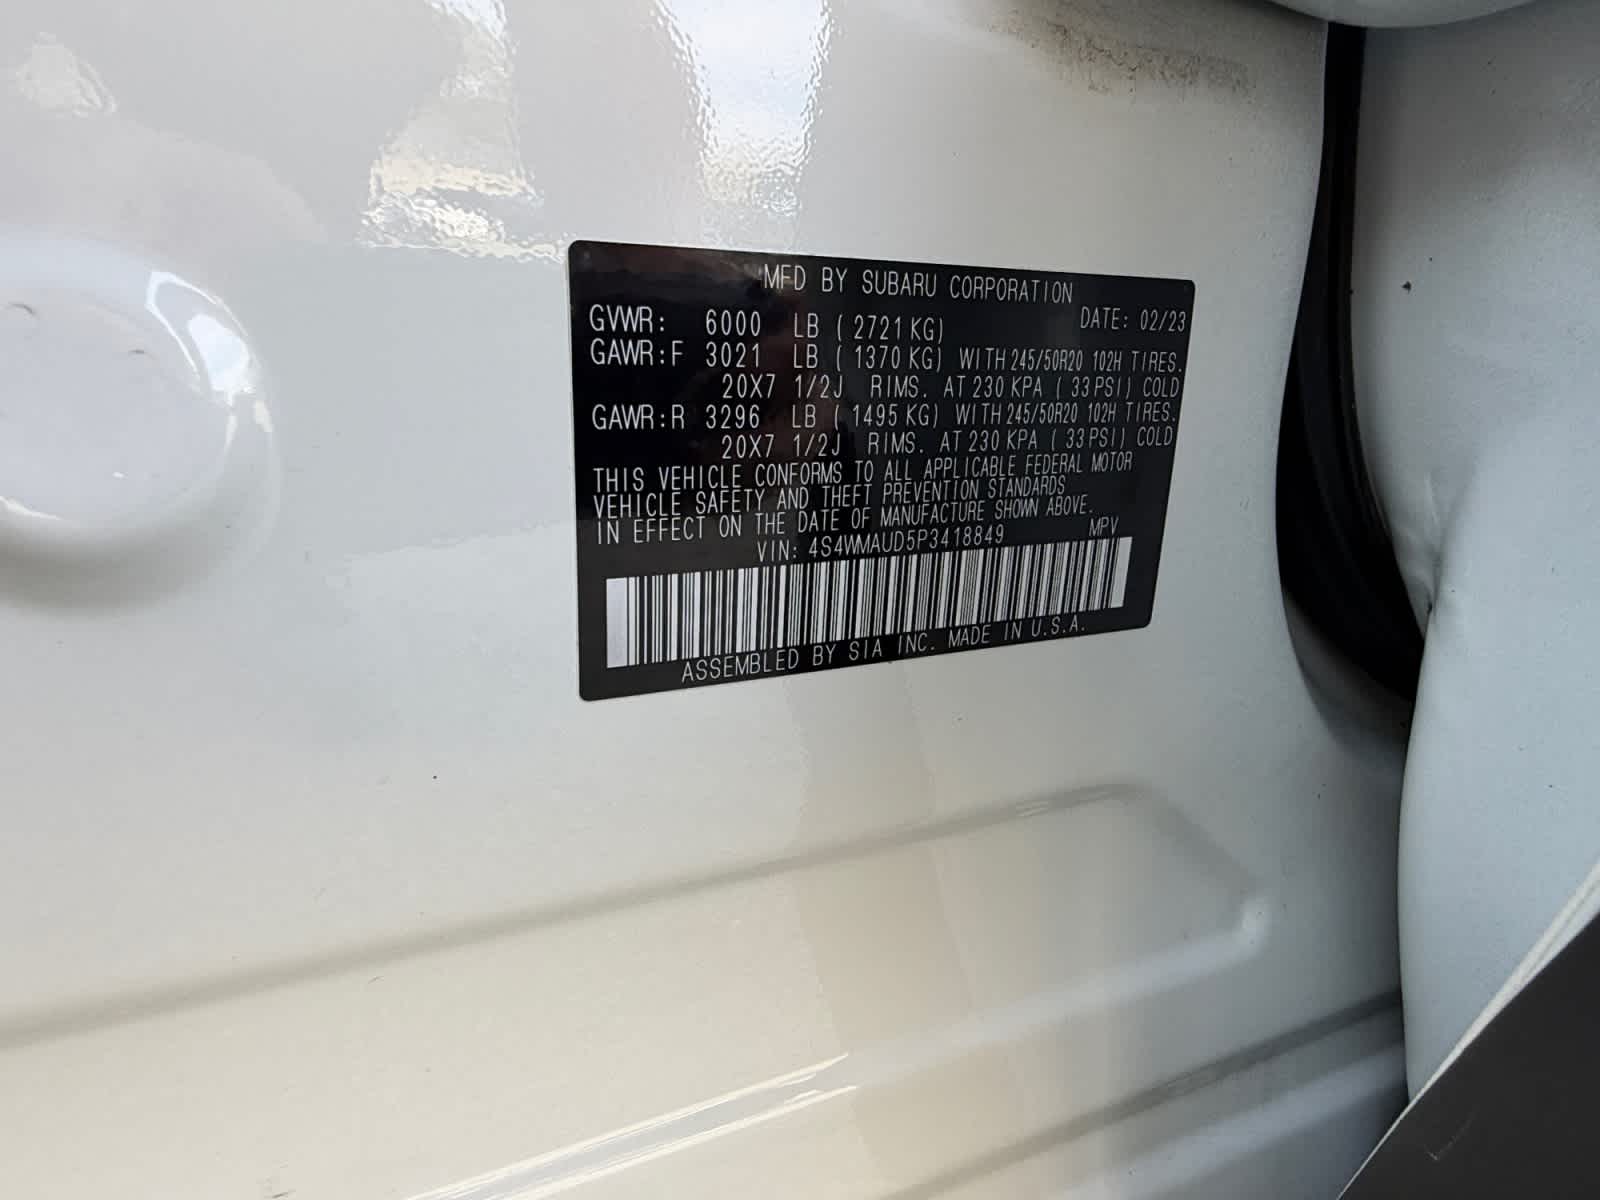 MFD BY SUBARU CORPORATION
GVWR: 6000 LB ( 2721 KG) DATE: 02/23
GAWR:F 3021 LB ( 1370 KG) WITH 245/50R20 102H TIRES.
20X7 1/2J RIMS. AT 230 KPA ( 33 PSI) COLD
GAWR:R 3296 LB ( 1495 KG) WITH 245/50R20 102H TIRES.
20X7 1/2J RIMS. AT 230 KPA ( 33 PSI) COLD
THIS VEHICLE CONFORMS TO ALL APPLICABLE FEDERAL MOTOR
VEHICLE SAFETY AND THEFT PREVENTION STANDARDS
IN EFFECT ON THE DATE OF MANUFACTURE SHOWN ABOVE.
VIN: 4S4WMAUD5P3418849 MPV
ASSEMBLED BY SIA INC. MADE IN U.S.A.